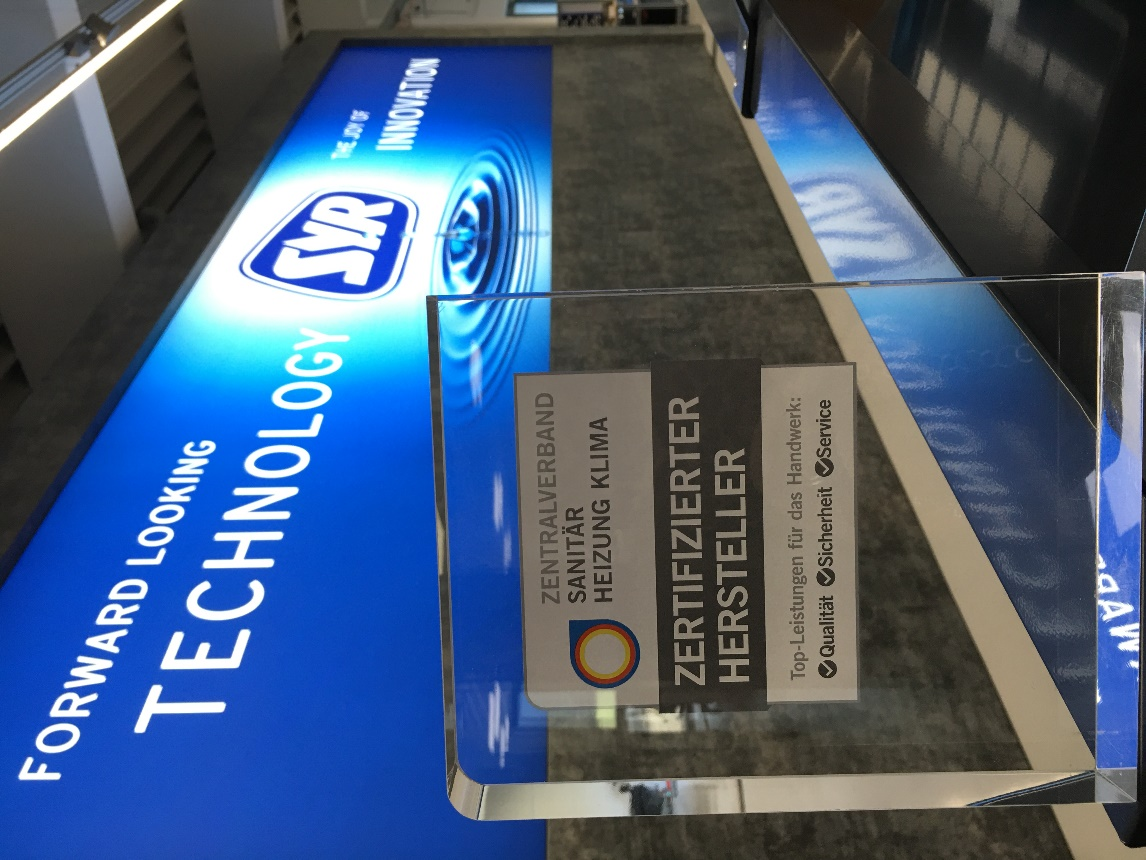 FORWARD LOOKING
TECHNOLOGY
SYR
THE JOY OF
INNOVATION
ZENTRALVERBAND
SANITÄR
HEIZUNG KLIMA
ZERTIFIZIERTER
HERSTELLER
Top-Leistungen für das Handwerk:
Qualität Sicherheit Service